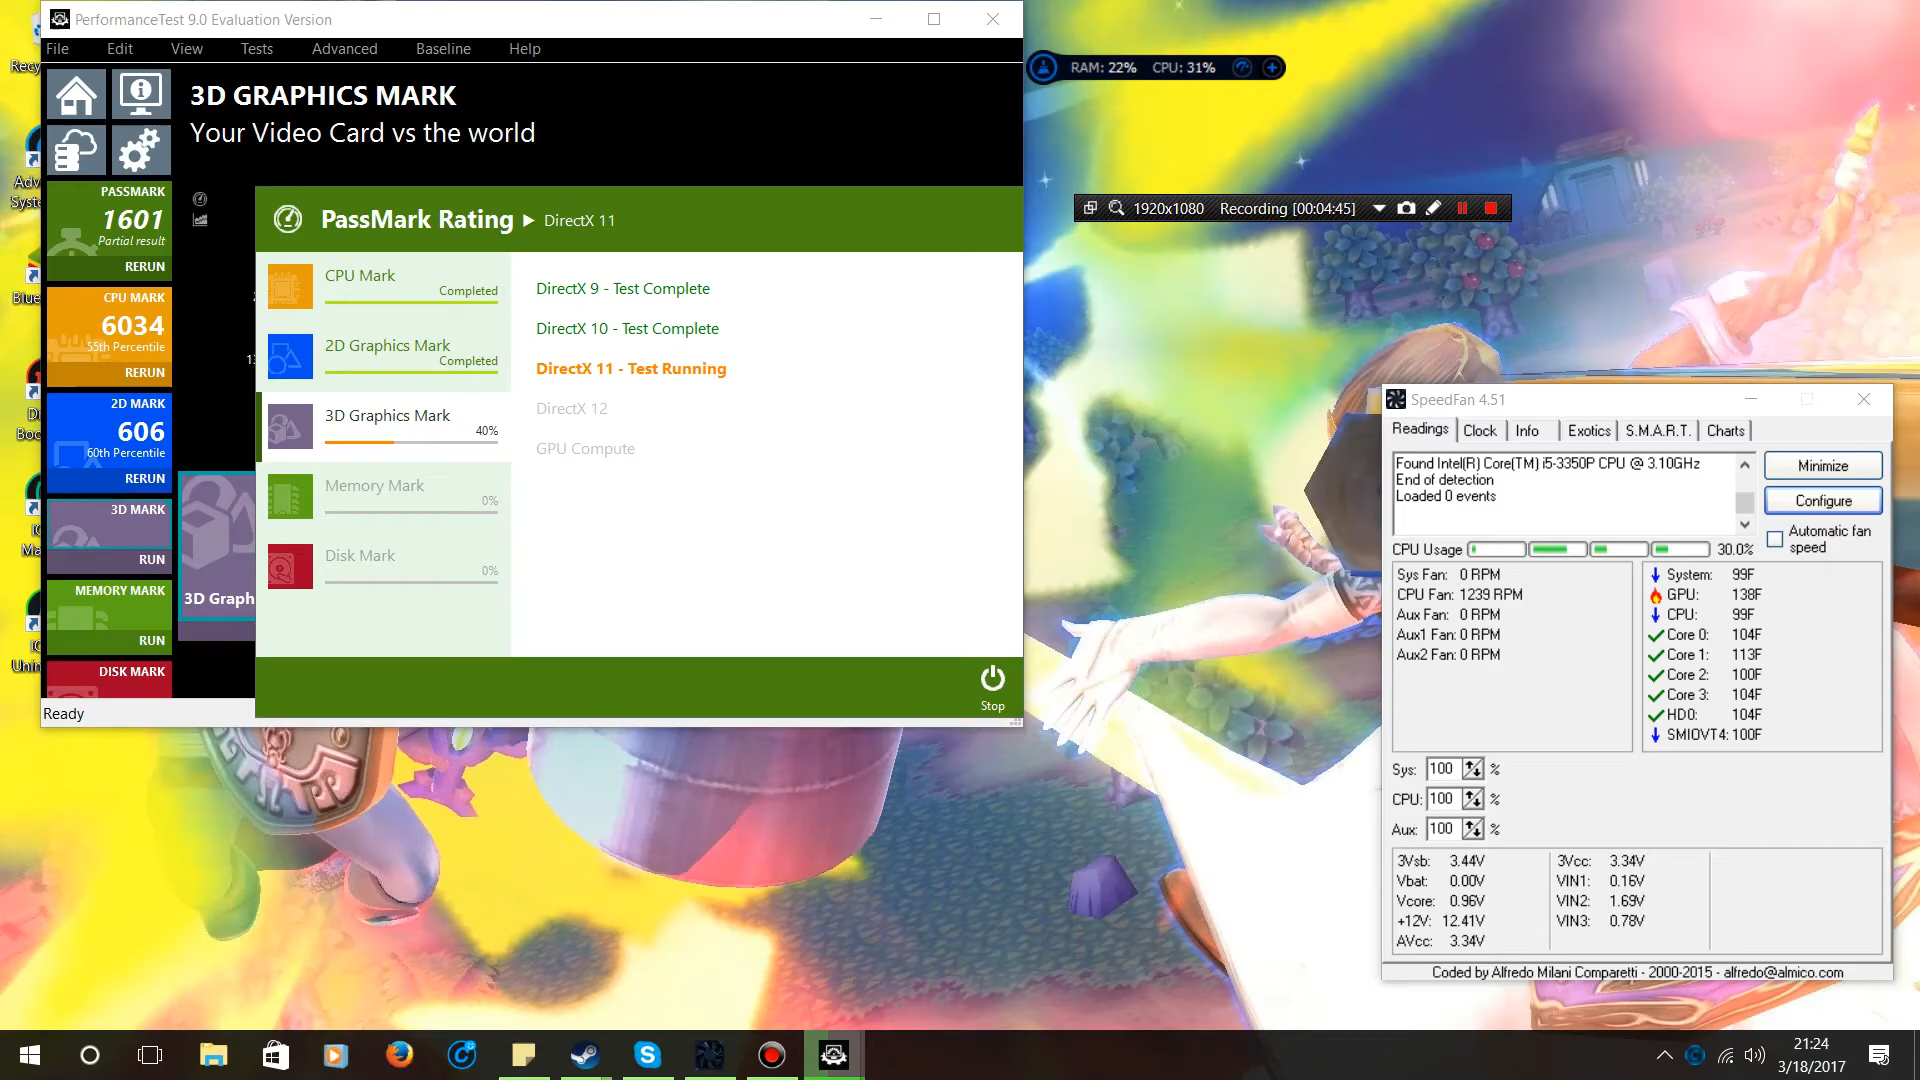 PerformanceTest 9.0 Evaluation Version
File Edit View Tests Advanced Baseline Help
3D GRAPHICS MARK
Your Video Card vs the world
PASSMARK
1601
Partial result
RERUN
CPU MARK
6034
55th Percentile
RERUN
2D MARK
606
60th Percentile
RERUN
3D MARK
RUN
MEMORY MARK
RUN
DISK MARK
Ready
3D Graph
PassMark Rating ▶ DirectX 11
CPU Mark
Completed
2D Graphics Mark
Completed
3D Graphics Mark
40%
Memory Mark
0%
Disk Mark
0%
DirectX 9 - Test Complete
DirectX 10 - Test Complete
DirectX 11 - Test Running
DirectX 12
GPU Compute
Stop
RAM: 22% CPU: 31%
1920x1080 Recording [00:04:45]
SpeedFan 4.51
Readings Clock Info Exotics S.M.A.R.T. Charts
Found Intel(R) Core(TM) i5-3350P CPU @ 3.10GHz
End of detection
Loaded 0 events
Minimize
Configure
Automatic fan
speed
CPU Usage 30.0%
Sys Fan: 0 RPM
CPU Fan: 1239 RPM
Aux Fan: 0 RPM
Aux1 Fan: 0 RPM
Aux2 Fan: 0 RPM
System: 99F
GPU: 138F
CPU: 99F
Core 0: 104F
Core 1: 113F
Core 2: 100F
Core 3: 104F
HD0: 104F
SMIOVT4: 100F
Sys: 100 %
CPU: 100 %
Aux: 100 %
3Vsb: 3.44V
Vbat: 0.00V
Vcore: 0.96V
+12V: 12.41V
AVcc: 3.34V
3Vcc: 3.34V
VIN1: 0.16V
VIN2: 1.69V
VIN3: 0.78V
Coded by Alfredo Milani Comparetti - 2000-2015 - alfredo@almico.com
Recy
Adv
Syste
Blue
D
Boo
IO
Ma
IO
Unin
21:24
3/18/2017